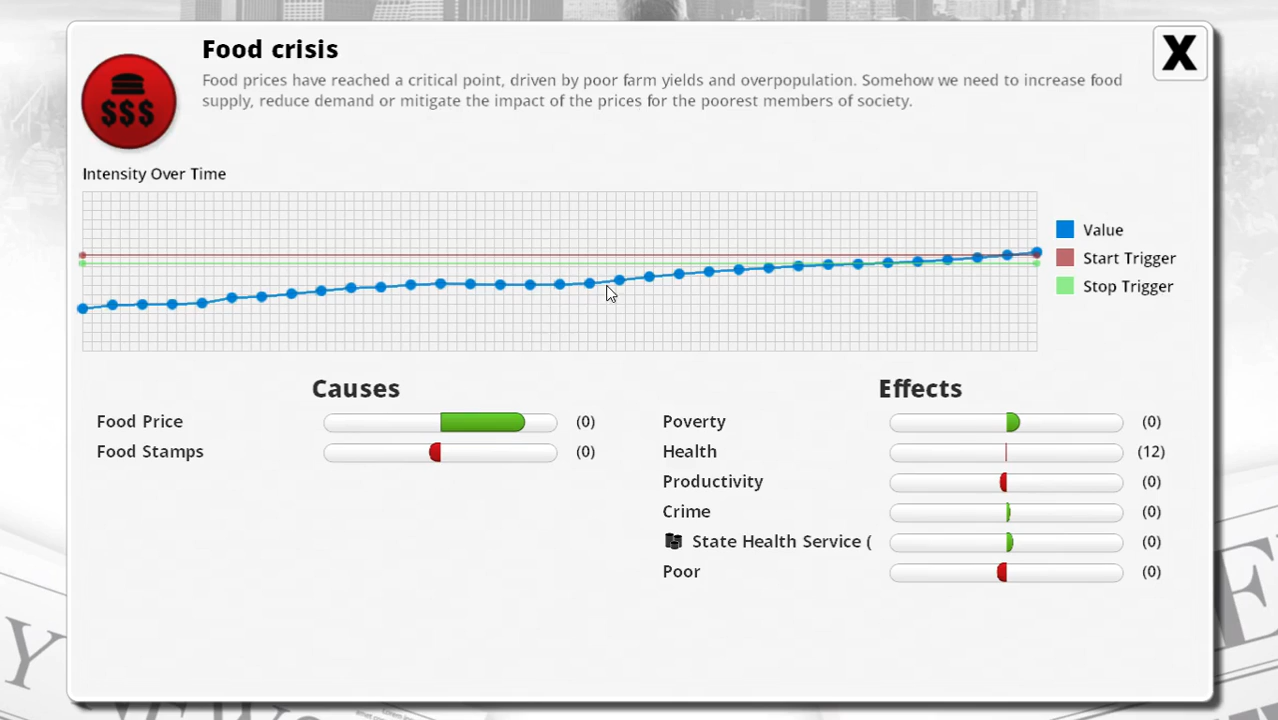 Food crisis
Food prices have reached a critical point, driven by poor farm yields and overpopulation. Somehow we need to increase food
supply, reduce demand or mitigate the impact of the prices for the poorest members of society.
X
$$$
Intensity Over Time
Value
Start Trigger
Stop Trigger
Causes
Food Price (0)
Food Stamps (0)
Effects
Poverty (0)
Health (12)
Productivity (0)
Crime (0)
State Health Service ( (0)
Poor (0)